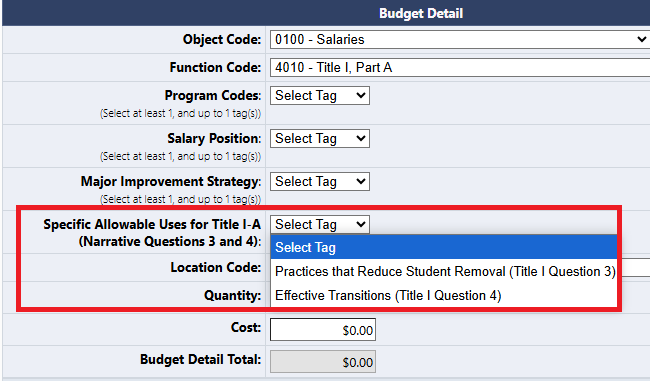 Budget Detail
Object Code: 0100 - Salaries
Function Code: 4010 - Title I, Part A
Program Codes: Select Tag
(Select at least 1, and up to 1 tag(s))
Salary Position: Select Tag
(Select at least 1, and up to 1 tag(s))
Major Improvement Strategy: Select Tag
(Select at least 1, and up to 1 tag(s))
Specific Allowable Uses for Title I-A Select Tag
(Narrative Questions 3 and 4): Select Tag
Location Code: Practices that Reduce Student Removal (Title I Question 3)
Quantity: Effective Transitions (Title I Question 4)
Cost: $0.00
Budget Detail Total: $0.00